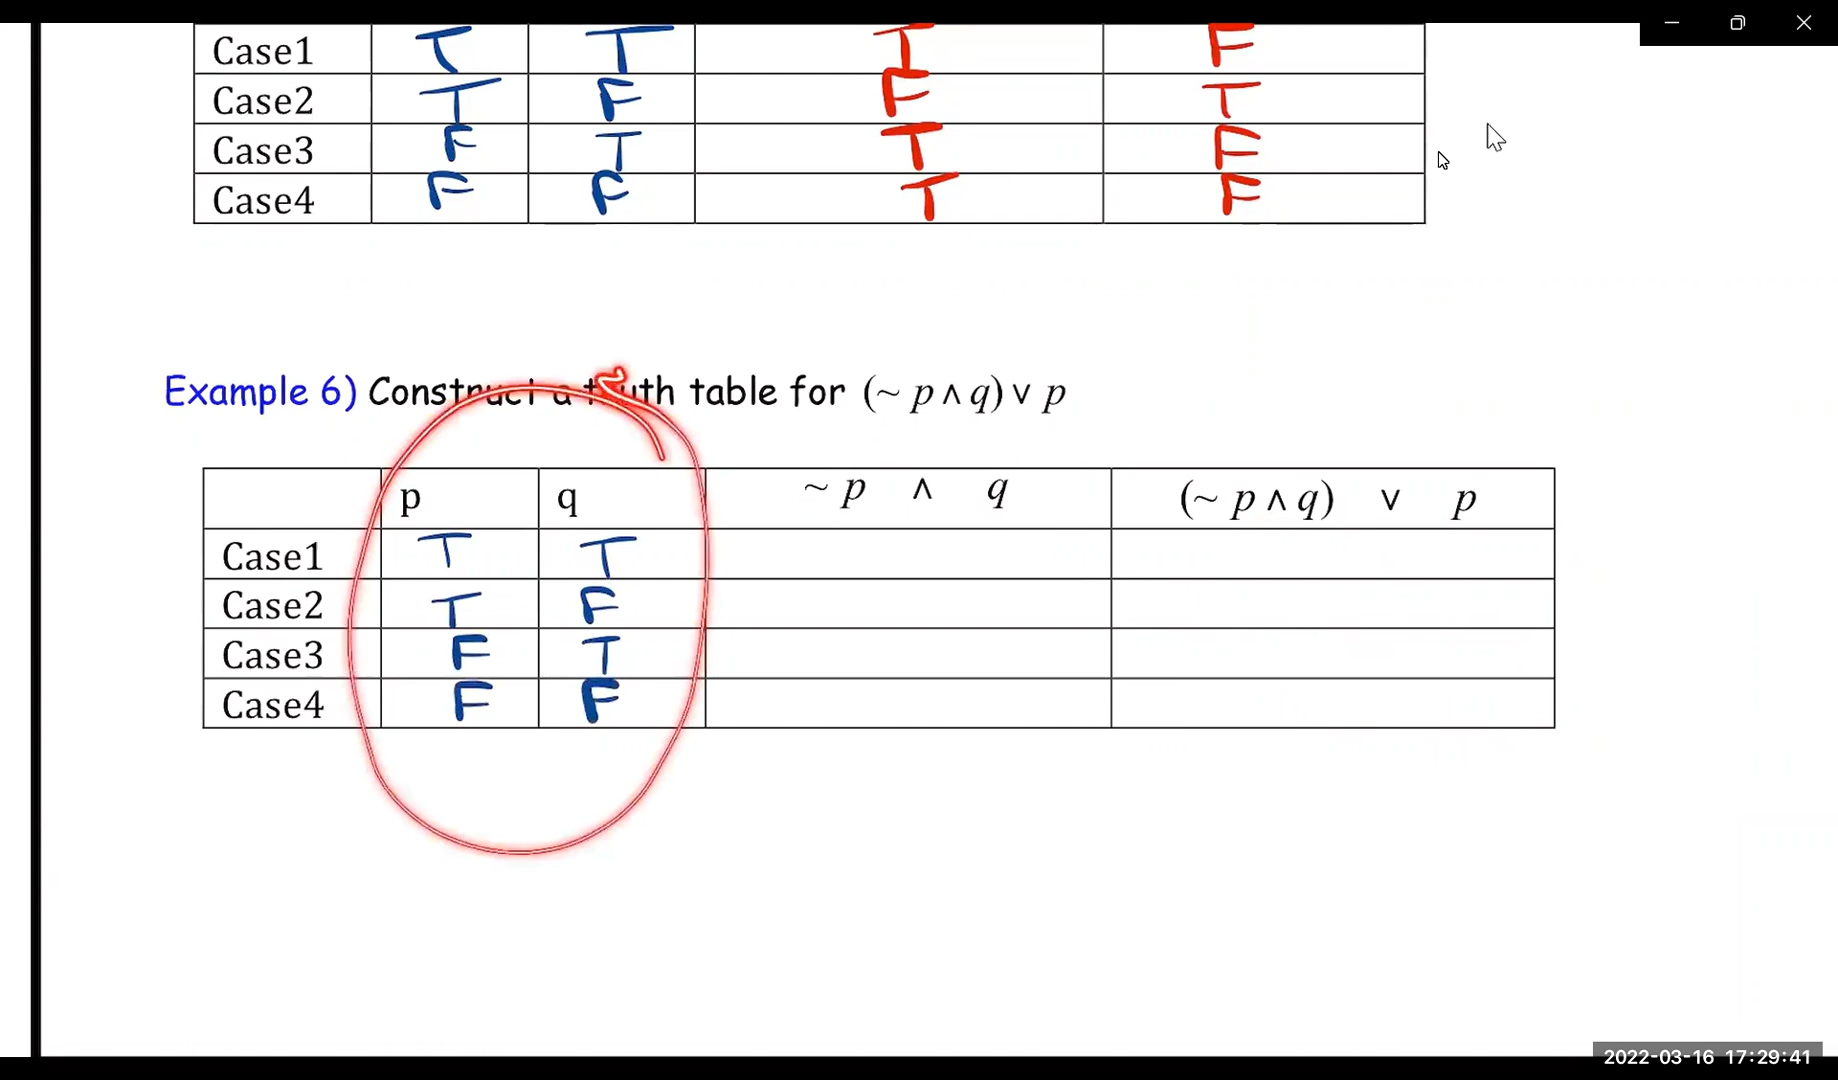 Case1 T T T F
Case2 T F F T
Case3 F T T F
Case4 F F T F
Example 6) Construct a truth table for (~ p ∧ q) ∨ p
p q ~ p ∧ q (~ p ∧ q) ∨ p
Case1 T T
Case2 T F
Case3 F T
Case4 F F
2022-03-16 17:29:41